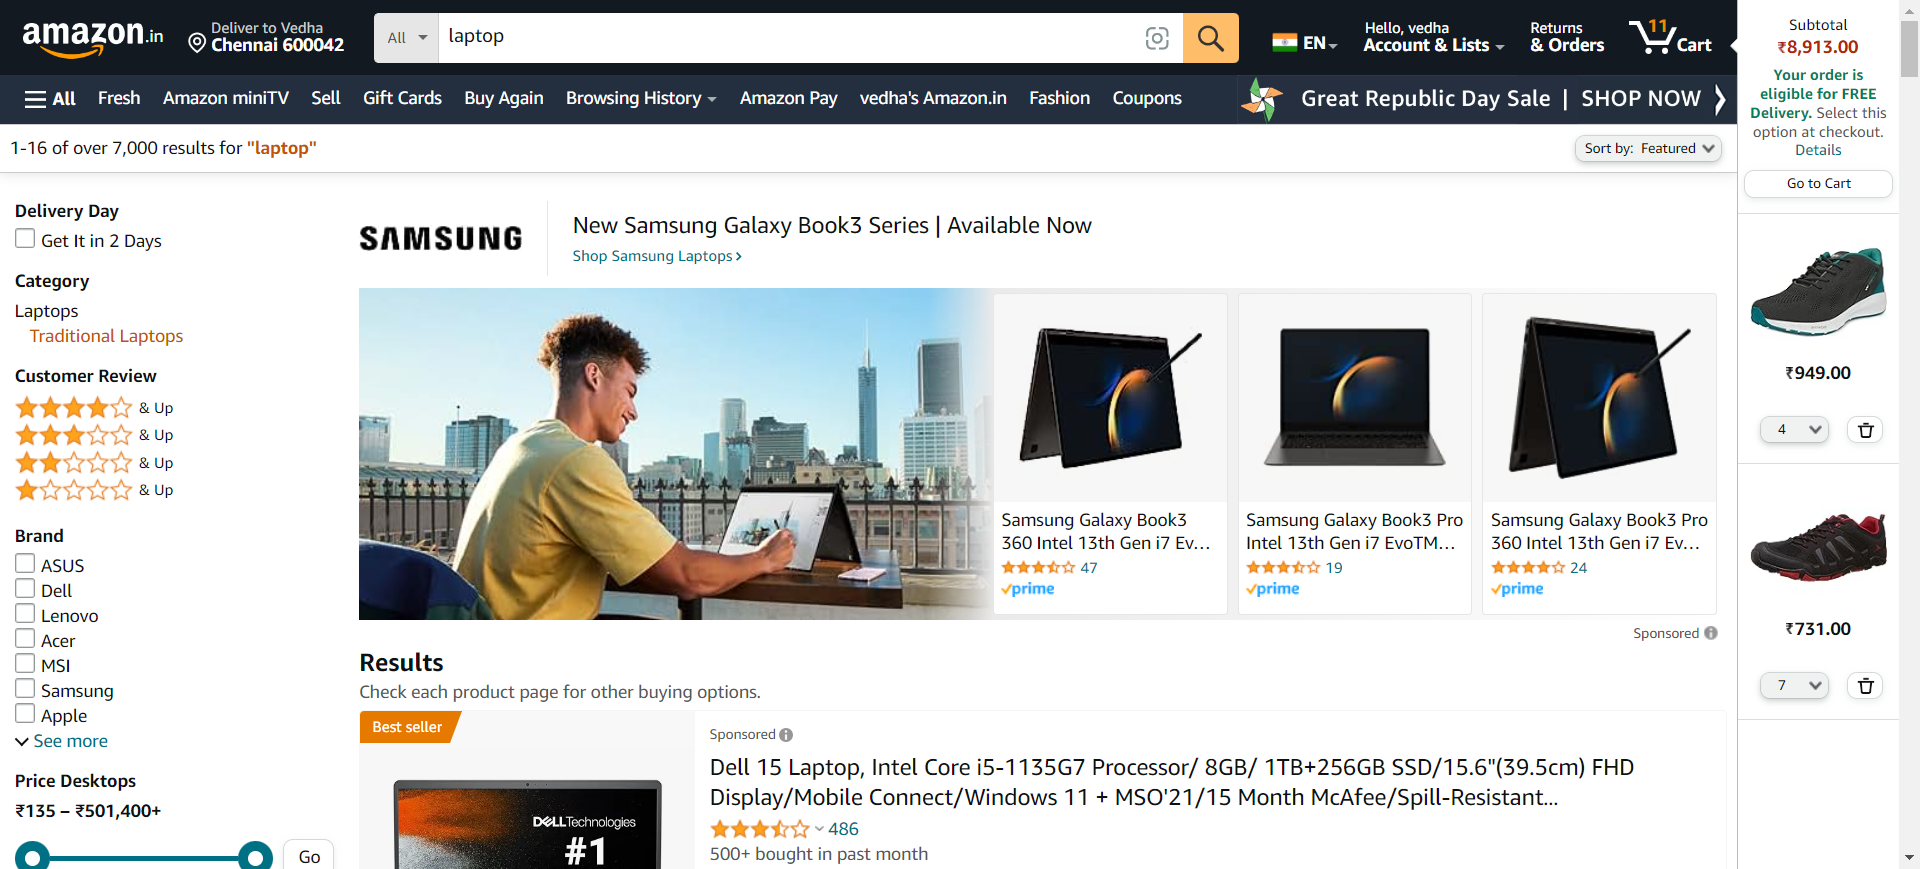 amazon.in
Deliver to Vedha
Chennai 600042
All
laptop
EN
Hello, vedha
Account & Lists
Returns
& Orders
11
Cart
All
Fresh
Amazon miniTV
Sell
Gift Cards
Buy Again
Browsing History
Amazon Pay
vedha's Amazon.in
Fashion
Coupons
Great Republic Day Sale | SHOP NOW
1-16 of over 7,000 results for "laptop"
Sort by: Featured
Delivery Day
Get It in 2 Days
Category
Laptops
Traditional Laptops
Customer Review
& Up
& Up
& Up
& Up
Brand
ASUS
Dell
Lenovo
Acer
MSI
Samsung
Apple
See more
Price Desktops
₹135 – ₹501,400+
Go
SAMSUNG
New Samsung Galaxy Book3 Series | Available Now
Shop Samsung Laptops ›
Samsung Galaxy Book3
360 Intel 13th Gen i7 Ev...
47
prime
Samsung Galaxy Book3 Pro
Intel 13th Gen i7 EvoTM...
19
prime
Samsung Galaxy Book3 Pro
360 Intel 13th Gen i7 Ev...
24
prime
Sponsored
Results
Check each product page for other buying options.
Best seller
DELLTechnologies
#1
Sponsored
Dell 15 Laptop, Intel Core i5-1135G7 Processor/ 8GB/ 1TB+256GB SSD/15.6"(39.5cm) FHD
Display/Mobile Connect/Windows 11 + MSO'21/15 Month McAfee/Spill-Resistant...
486
500+ bought in past month
Subtotal
₹8,913.00
Your order is
eligible for FREE
Delivery. Select this
option at checkout.
Details
Go to Cart
₹949.00
4
₹731.00
7